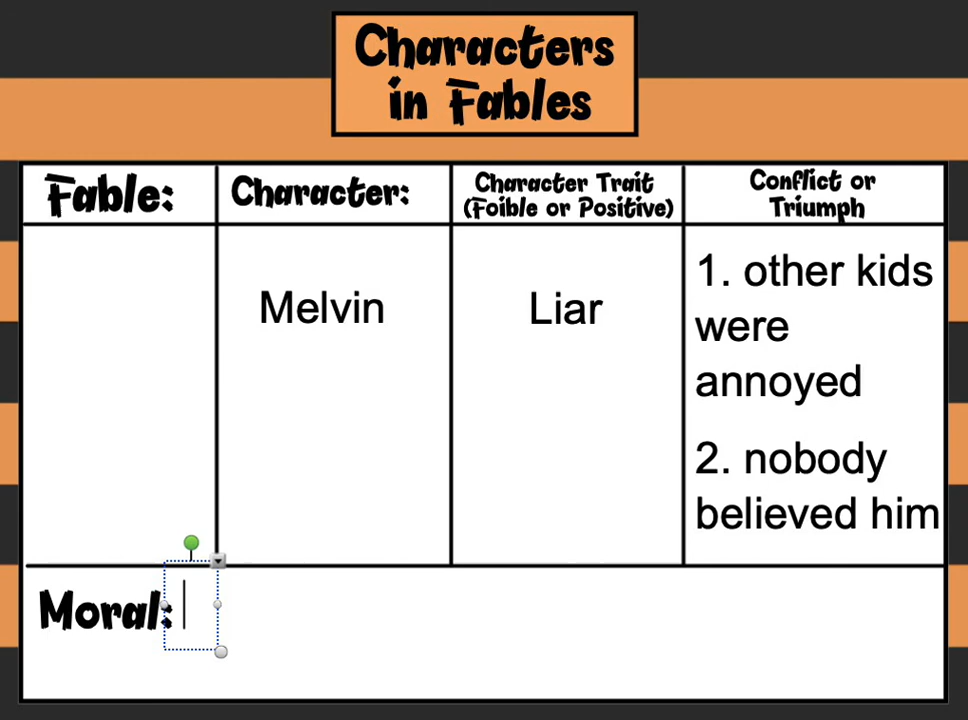 Characters
in Fables
Fable:
Character:
Character Trait
(Foible or Positive)
Conflict or
Triumph
Melvin
Liar
1. other kids
were
annoyed
2. nobody
believed him
Moral: